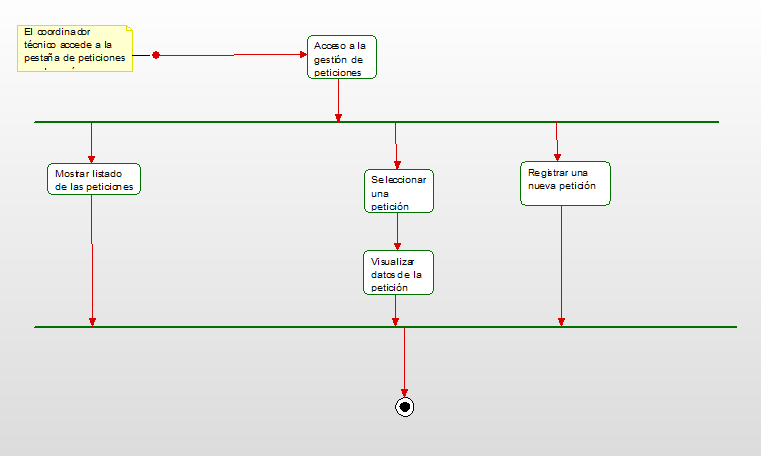 El coordinador
técnico accede a la
pestaña de peticiones
Acceso a la
gestión de
peticiones
Mostrar listado
de las peticiones
Seleccionar
una
petición
Registrar una
nueva petición
Visualizar
datos de la
petición